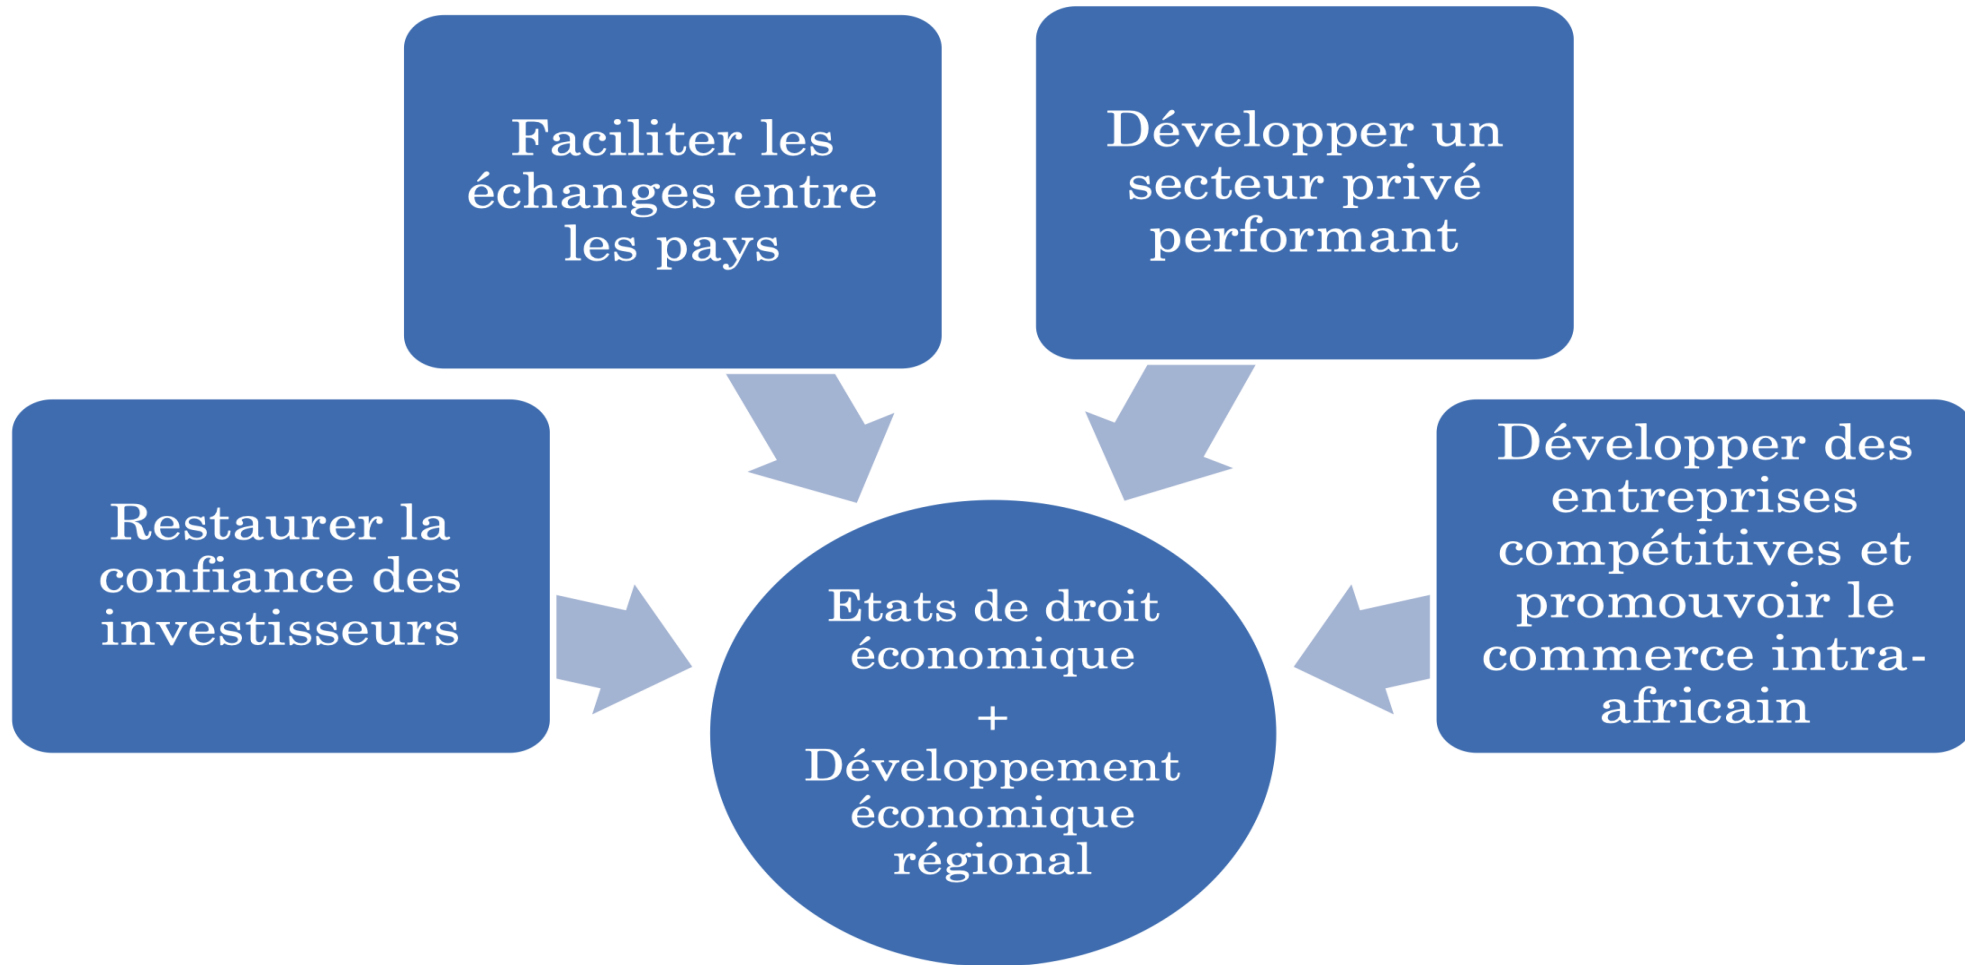 Faciliter les
échanges entre
les pays
Développer un
secteur privé
performant
Restaurer la
confiance des
investisseurs
Développer des
entreprises
compétitives et
promouvoir le
commerce intra-
africain
Etats de droit
économique
+
Développement
économique
régional